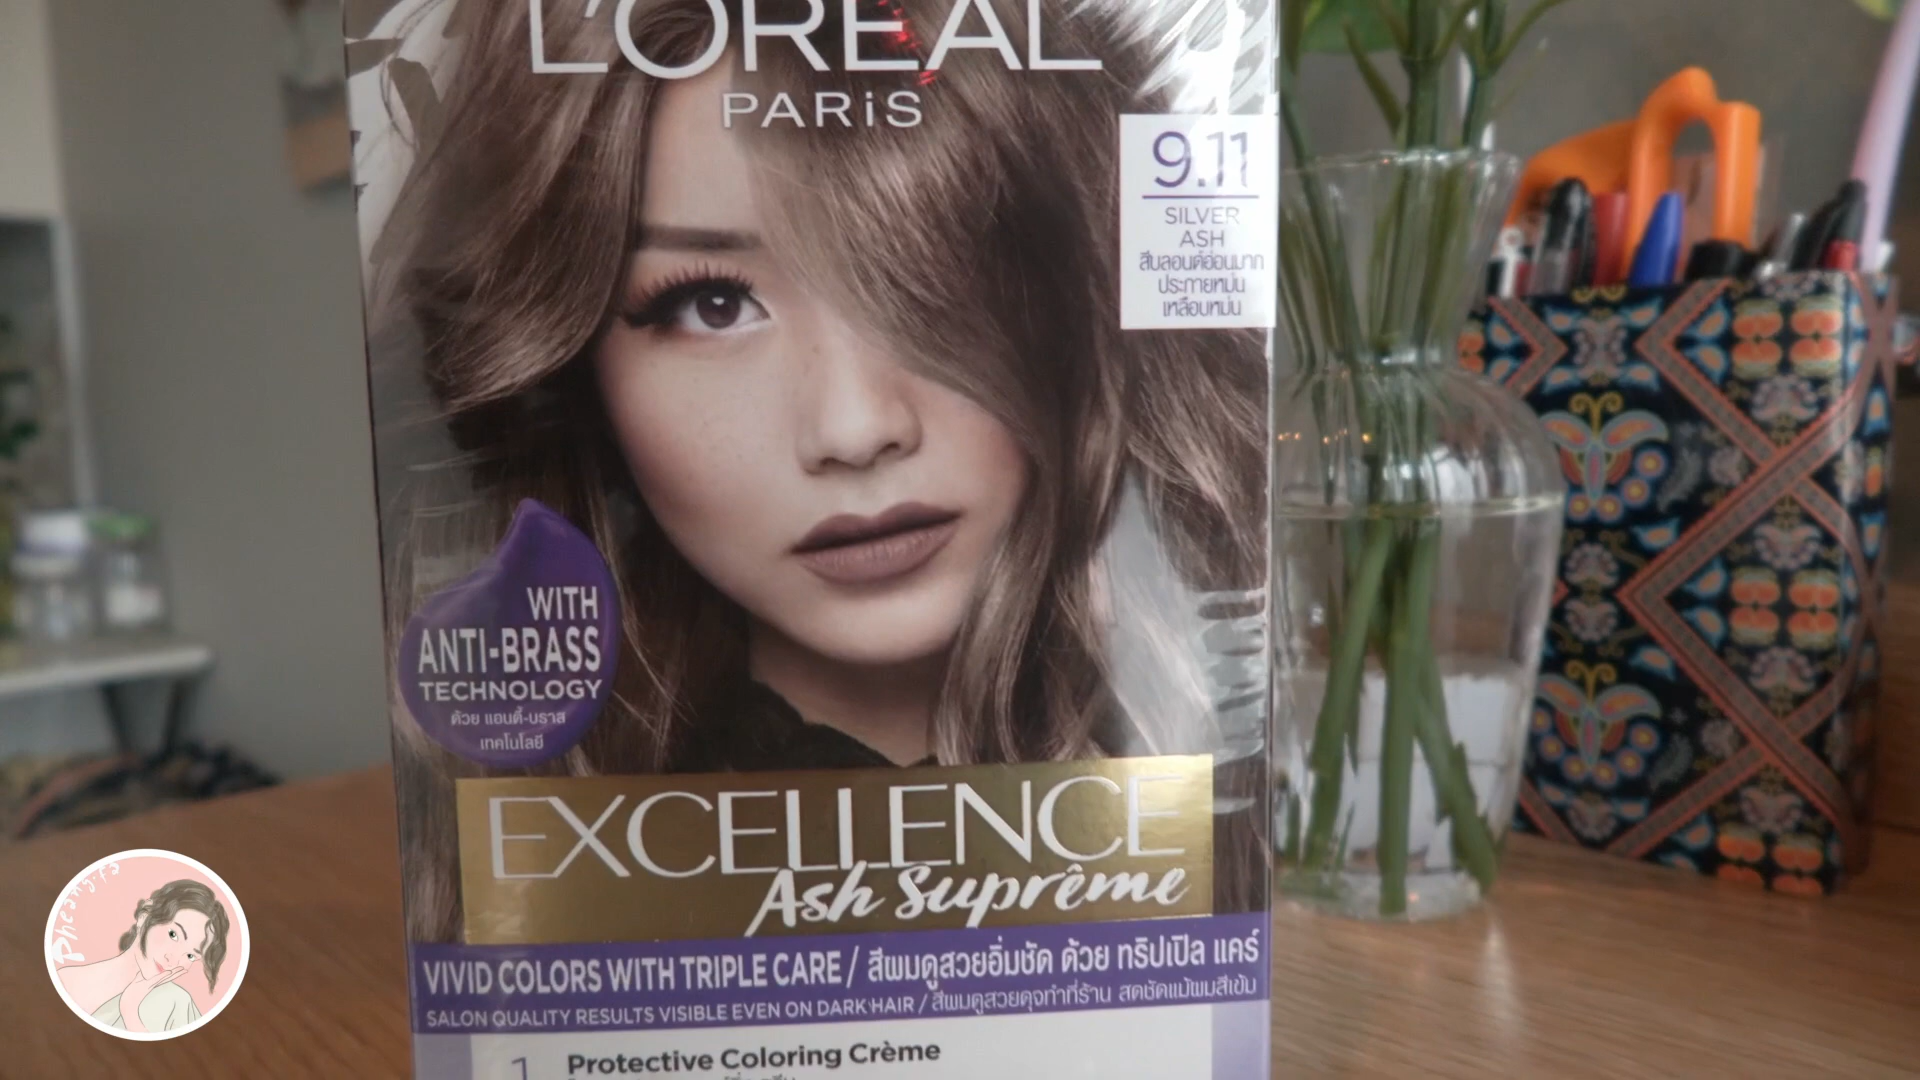 L'ORÉAL
PARiS
9.11
SILVER
ASH
สีบลอนด์อ่อนมาก
ประกายหม่น
เหลือบหม่น
WITH
ANTI-BRASS
TECHNOLOGY
ด้วย แอนตี้-บราส
เทคโนโลยี
EXCELLENCE
Ash Suprême
VIVID COLORS WITH TRIPLE CARE / สีผมดูสวยอิ่มชัด ด้วย ทริปเปิล แคร์
SALON QUALITY RESULTS VISIBLE EVEN ON DARK HAIR / สีผมดูสวยดุจทำที่ร้าน สดชัดแม้ผมสีเข้ม
1 Protective Coloring Crème